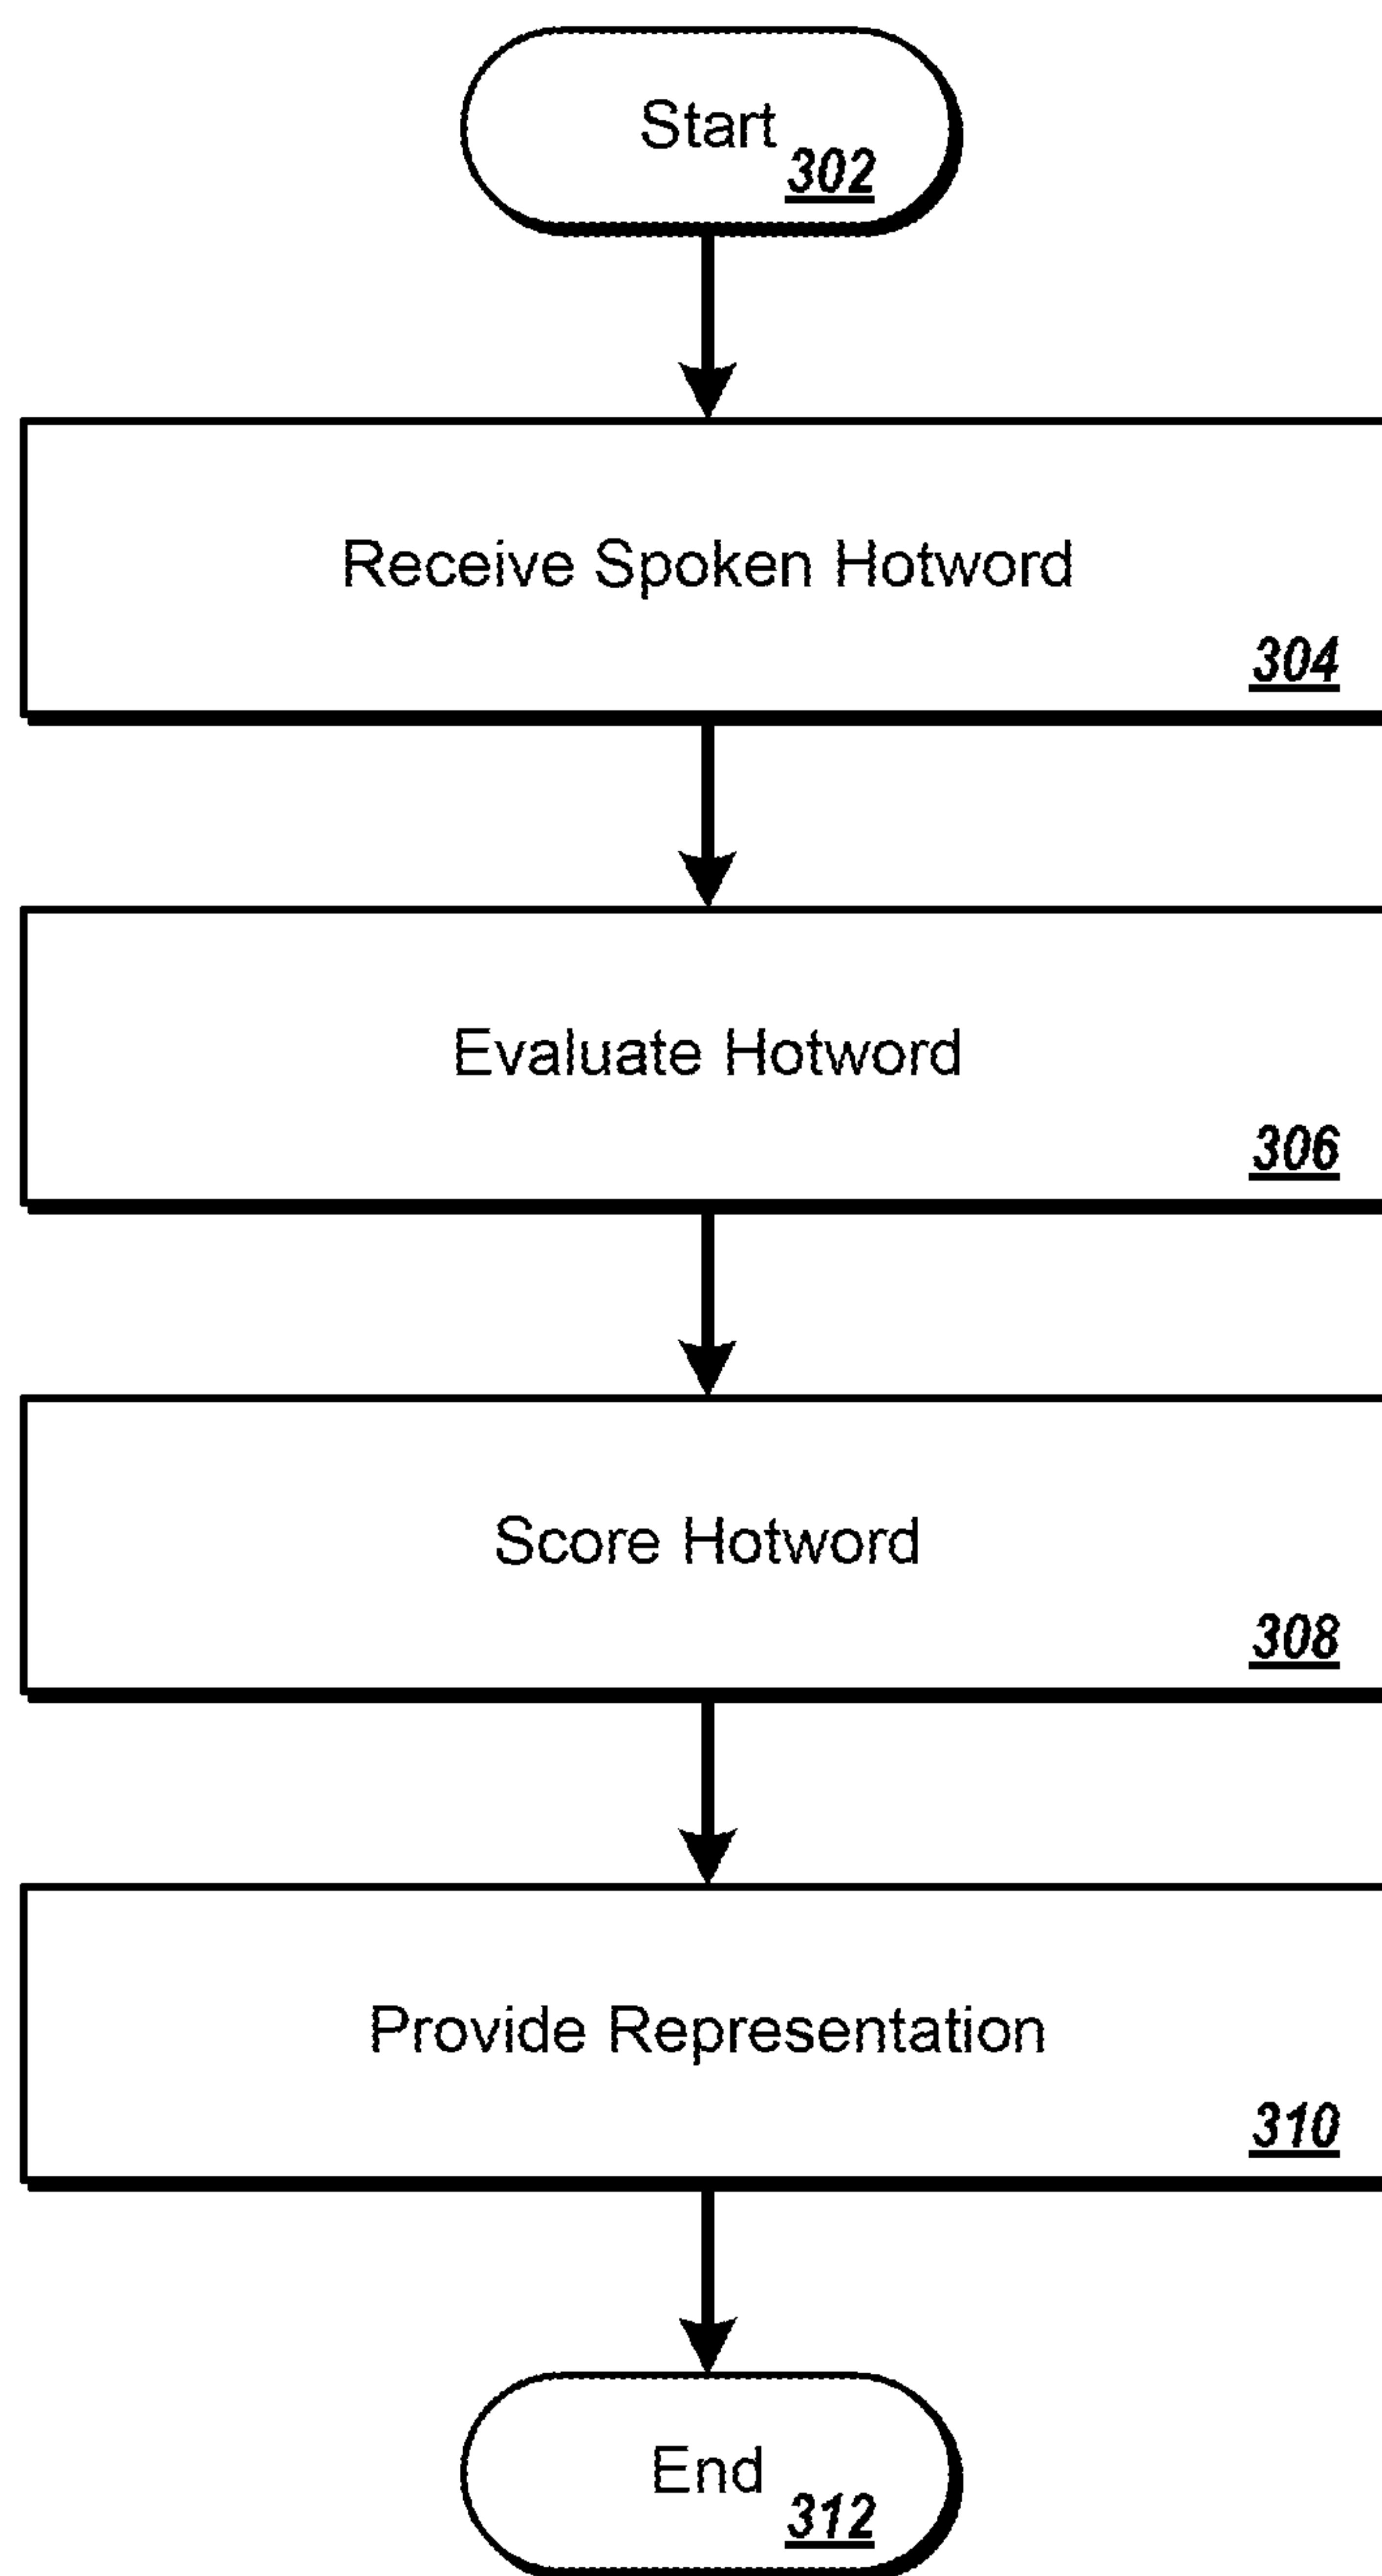 Start
302
Receive Spoken Hotword
304
Evaluate Hotword
306
Score Hotword
308
Provide Representation
310
End
312